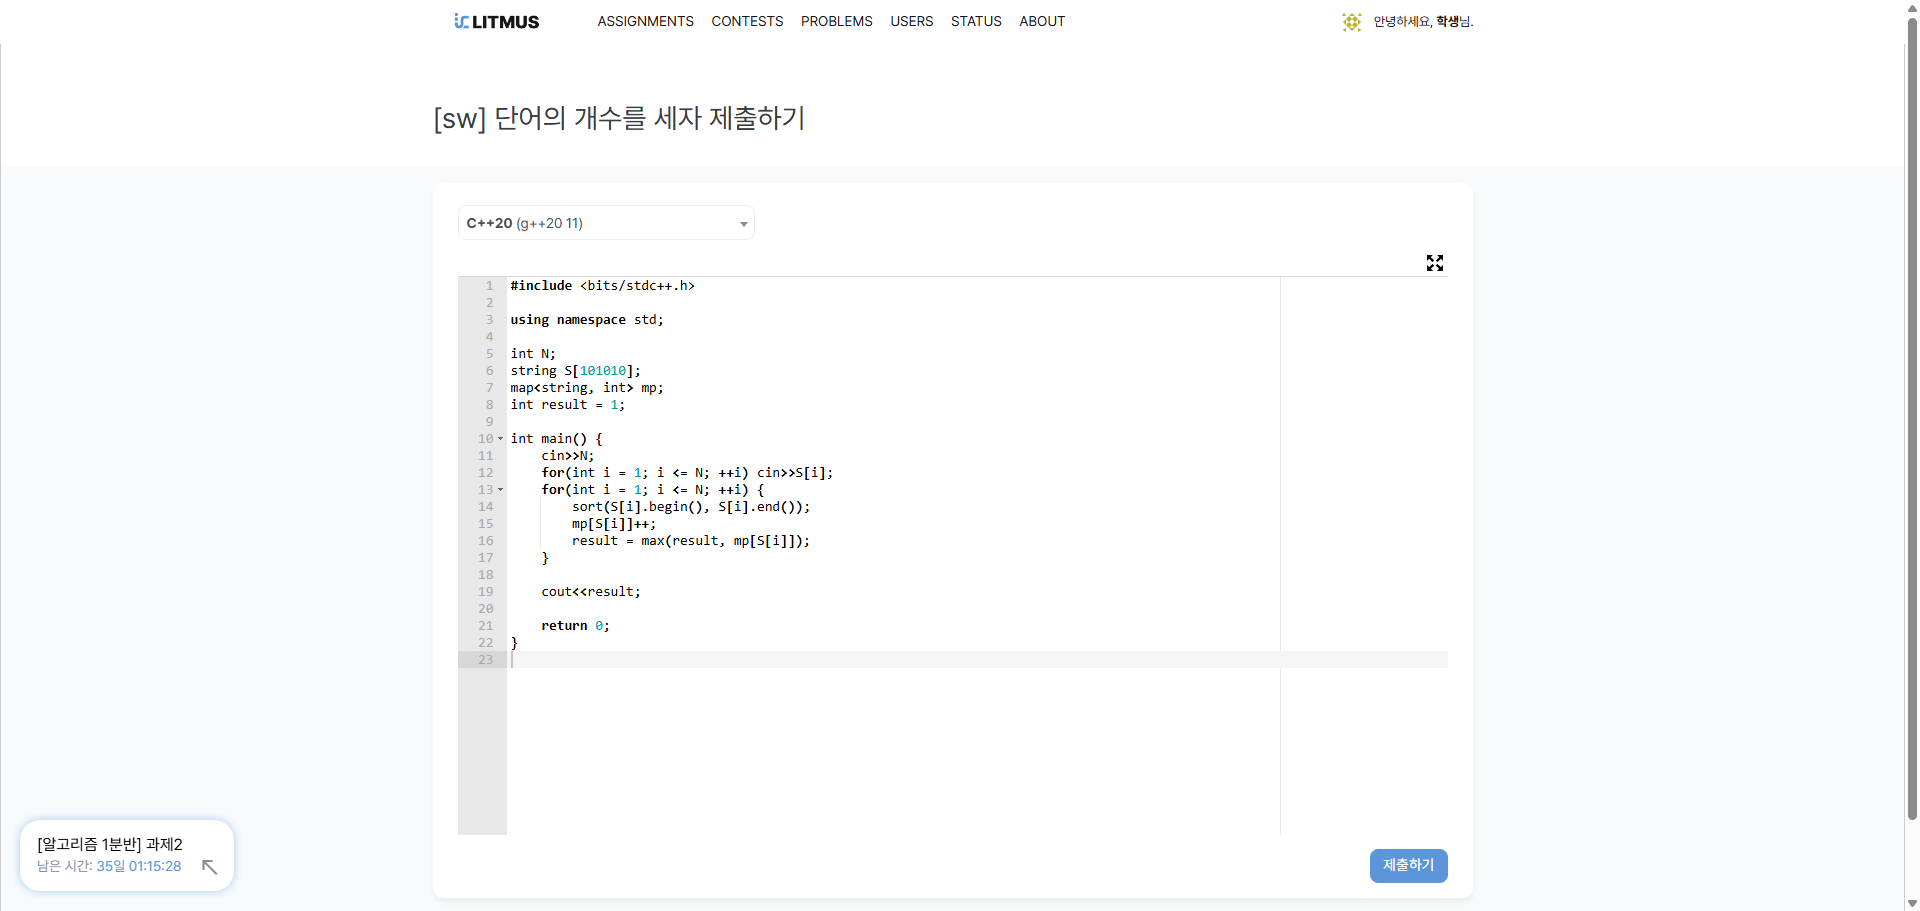 LITMUS ASSIGNMENTS CONTESTS PROBLEMS USERS STATUS ABOUT 안녕하세요, 학생님.
[sw] 단어의 개수를 세자 제출하기
C++20 (g++20 11)
1 #include <bits/stdc++.h>
2
3 using namespace std;
4
5 int N;
6 string S[101010];
7 map<string, int> mp;
8 int result = 1;
9
10 int main() {
11     cin>>N;
12     for(int i = 1; i <= N; ++i) cin>>S[i];
13     for(int i = 1; i <= N; ++i) {
14         sort(S[i].begin(), S[i].end());
15         mp[S[i]]++;
16         result = max(result, mp[S[i]]);
17     }
18
19     cout<<result;
20
21     return 0;
22 }
23
[알고리즘 1분반] 과제2
남은 시간: 35일 01:15:28
제출하기